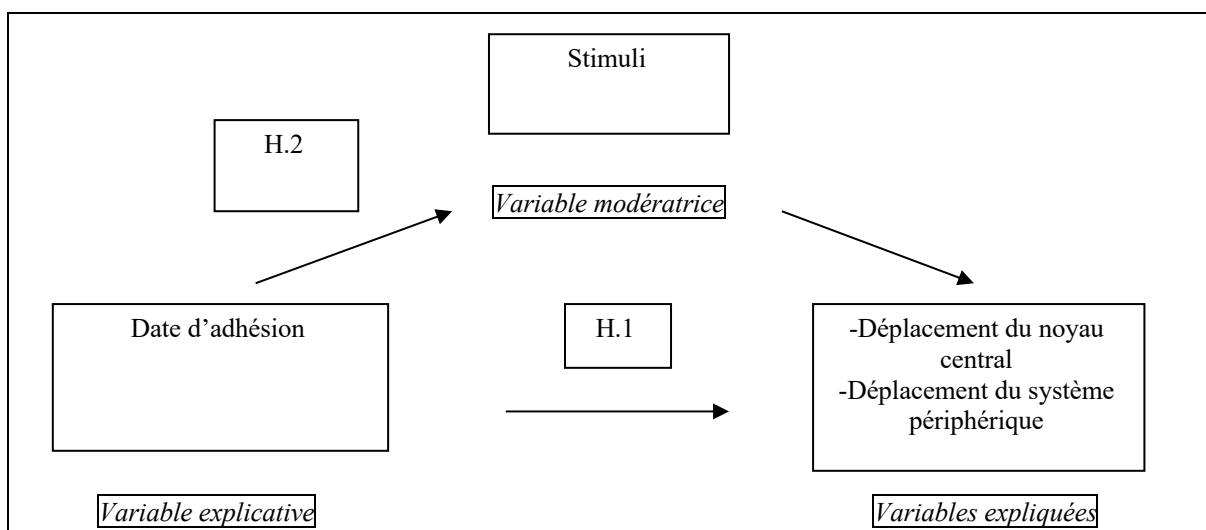 Stimuli
H.2
Variable modératrice
Date d’adhésion
H.1
-Déplacement du noyau
central
-Déplacement du système
périphérique
Variable explicative
Variables expliquées